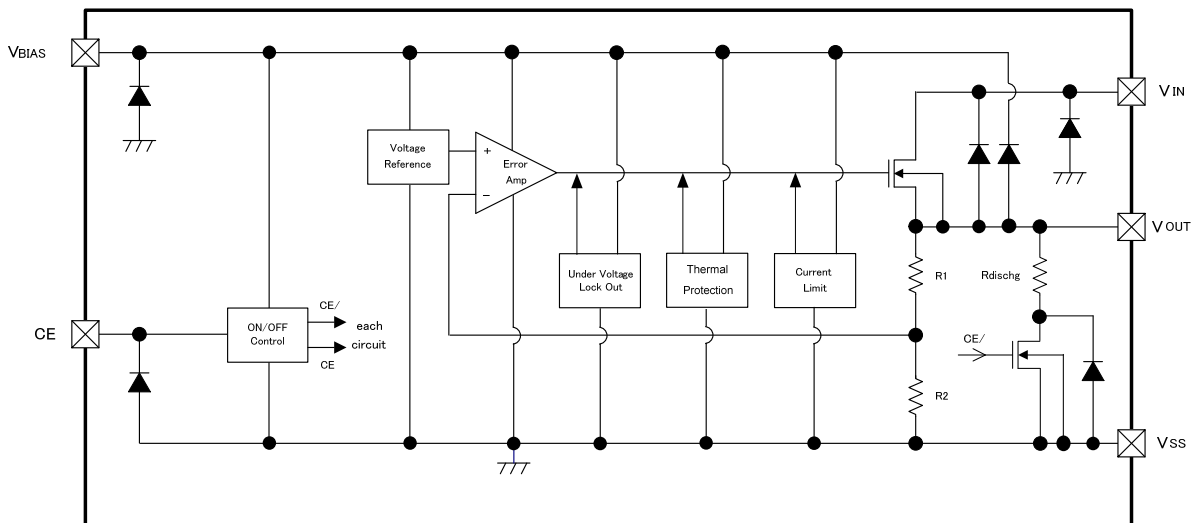 VBIAS
VIN
Voltage
Reference
+
Error
Amp
−
VOUT
Under Voltage
Lock Out
Thermal
Protection
Current
Limit
R1
Rdischg
CE
ON/OFF
Control
CE/
each
circuit
CE
CE/
R2
VSS